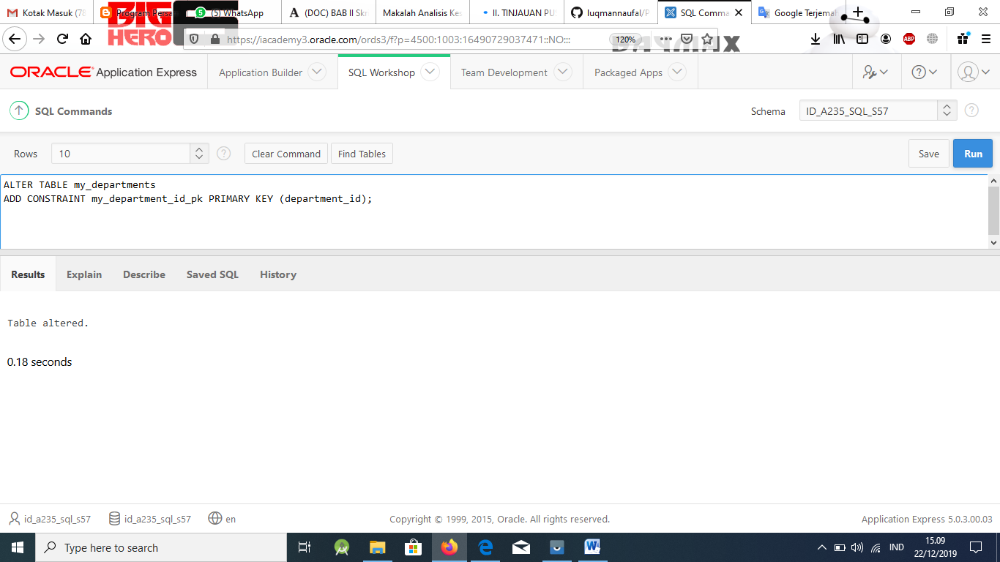 Kotak Masuk (78
Program Persa
(5) WhatsApp
(DOC) BAB II Skr
Makalah Analisis Kes
II. TINJAUAN PU
luqmannaufal/P
SQL Comma
Google Terjemah
BIG
HERO
https://iacademy3.oracle.com/ords3/f?p=4500:1003:16490729037471::NO:::
120%
ABP
BAYMAX
ORACLE® Application Express
Application Builder
SQL Workshop
Team Development
Packaged Apps
SQL Commands
Schema
ID_A235_SQL_S57
Rows
10
Clear Command
Find Tables
Save
Run
ALTER TABLE my_departments
ADD CONSTRAINT my_department_id_pk PRIMARY KEY (department_id);
Results
Explain
Describe
Saved SQL
History
Table altered.
0.18 seconds
id_a235_sql_s57
id_a235_sql_s57
en
Copyright © 1999, 2015, Oracle. All rights reserved.
Application Express 5.0.3.00.03
Type here to search
IND
15.09
22/12/2019